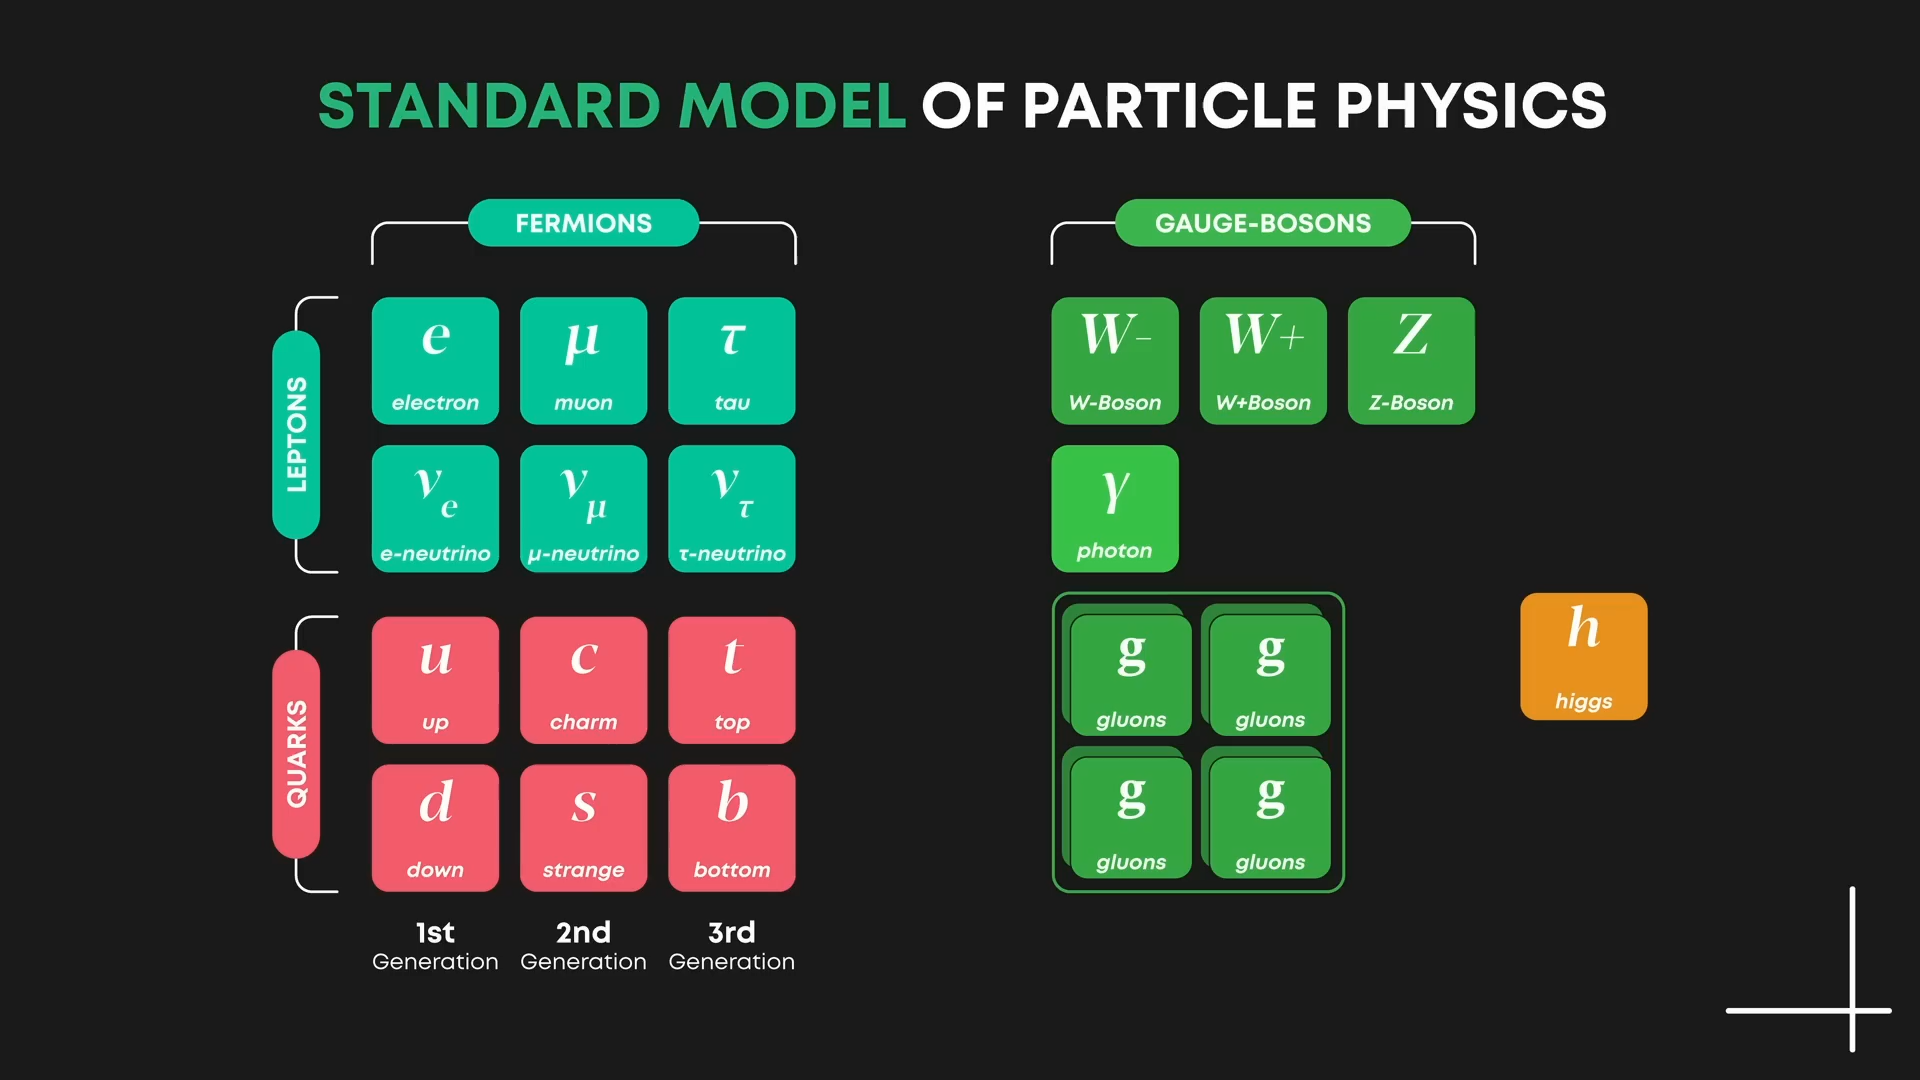 STANDARD MODEL OF PARTICLE PHYSICS
FERMIONS
LEPTONS
e
electron
μ
muon
τ
tau
νe
e-neutrino
νμ
μ-neutrino
ντ
τ-neutrino
QUARKS
u
up
c
charm
t
top
d
down
s
strange
b
bottom
1st
Generation
2nd
Generation
3rd
Generation
GAUGE-BOSONS
W-
W-Boson
W+
W+Boson
Z
Z-Boson
γ
photon
g
gluons
g
gluons
g
gluons
g
gluons
h
higgs